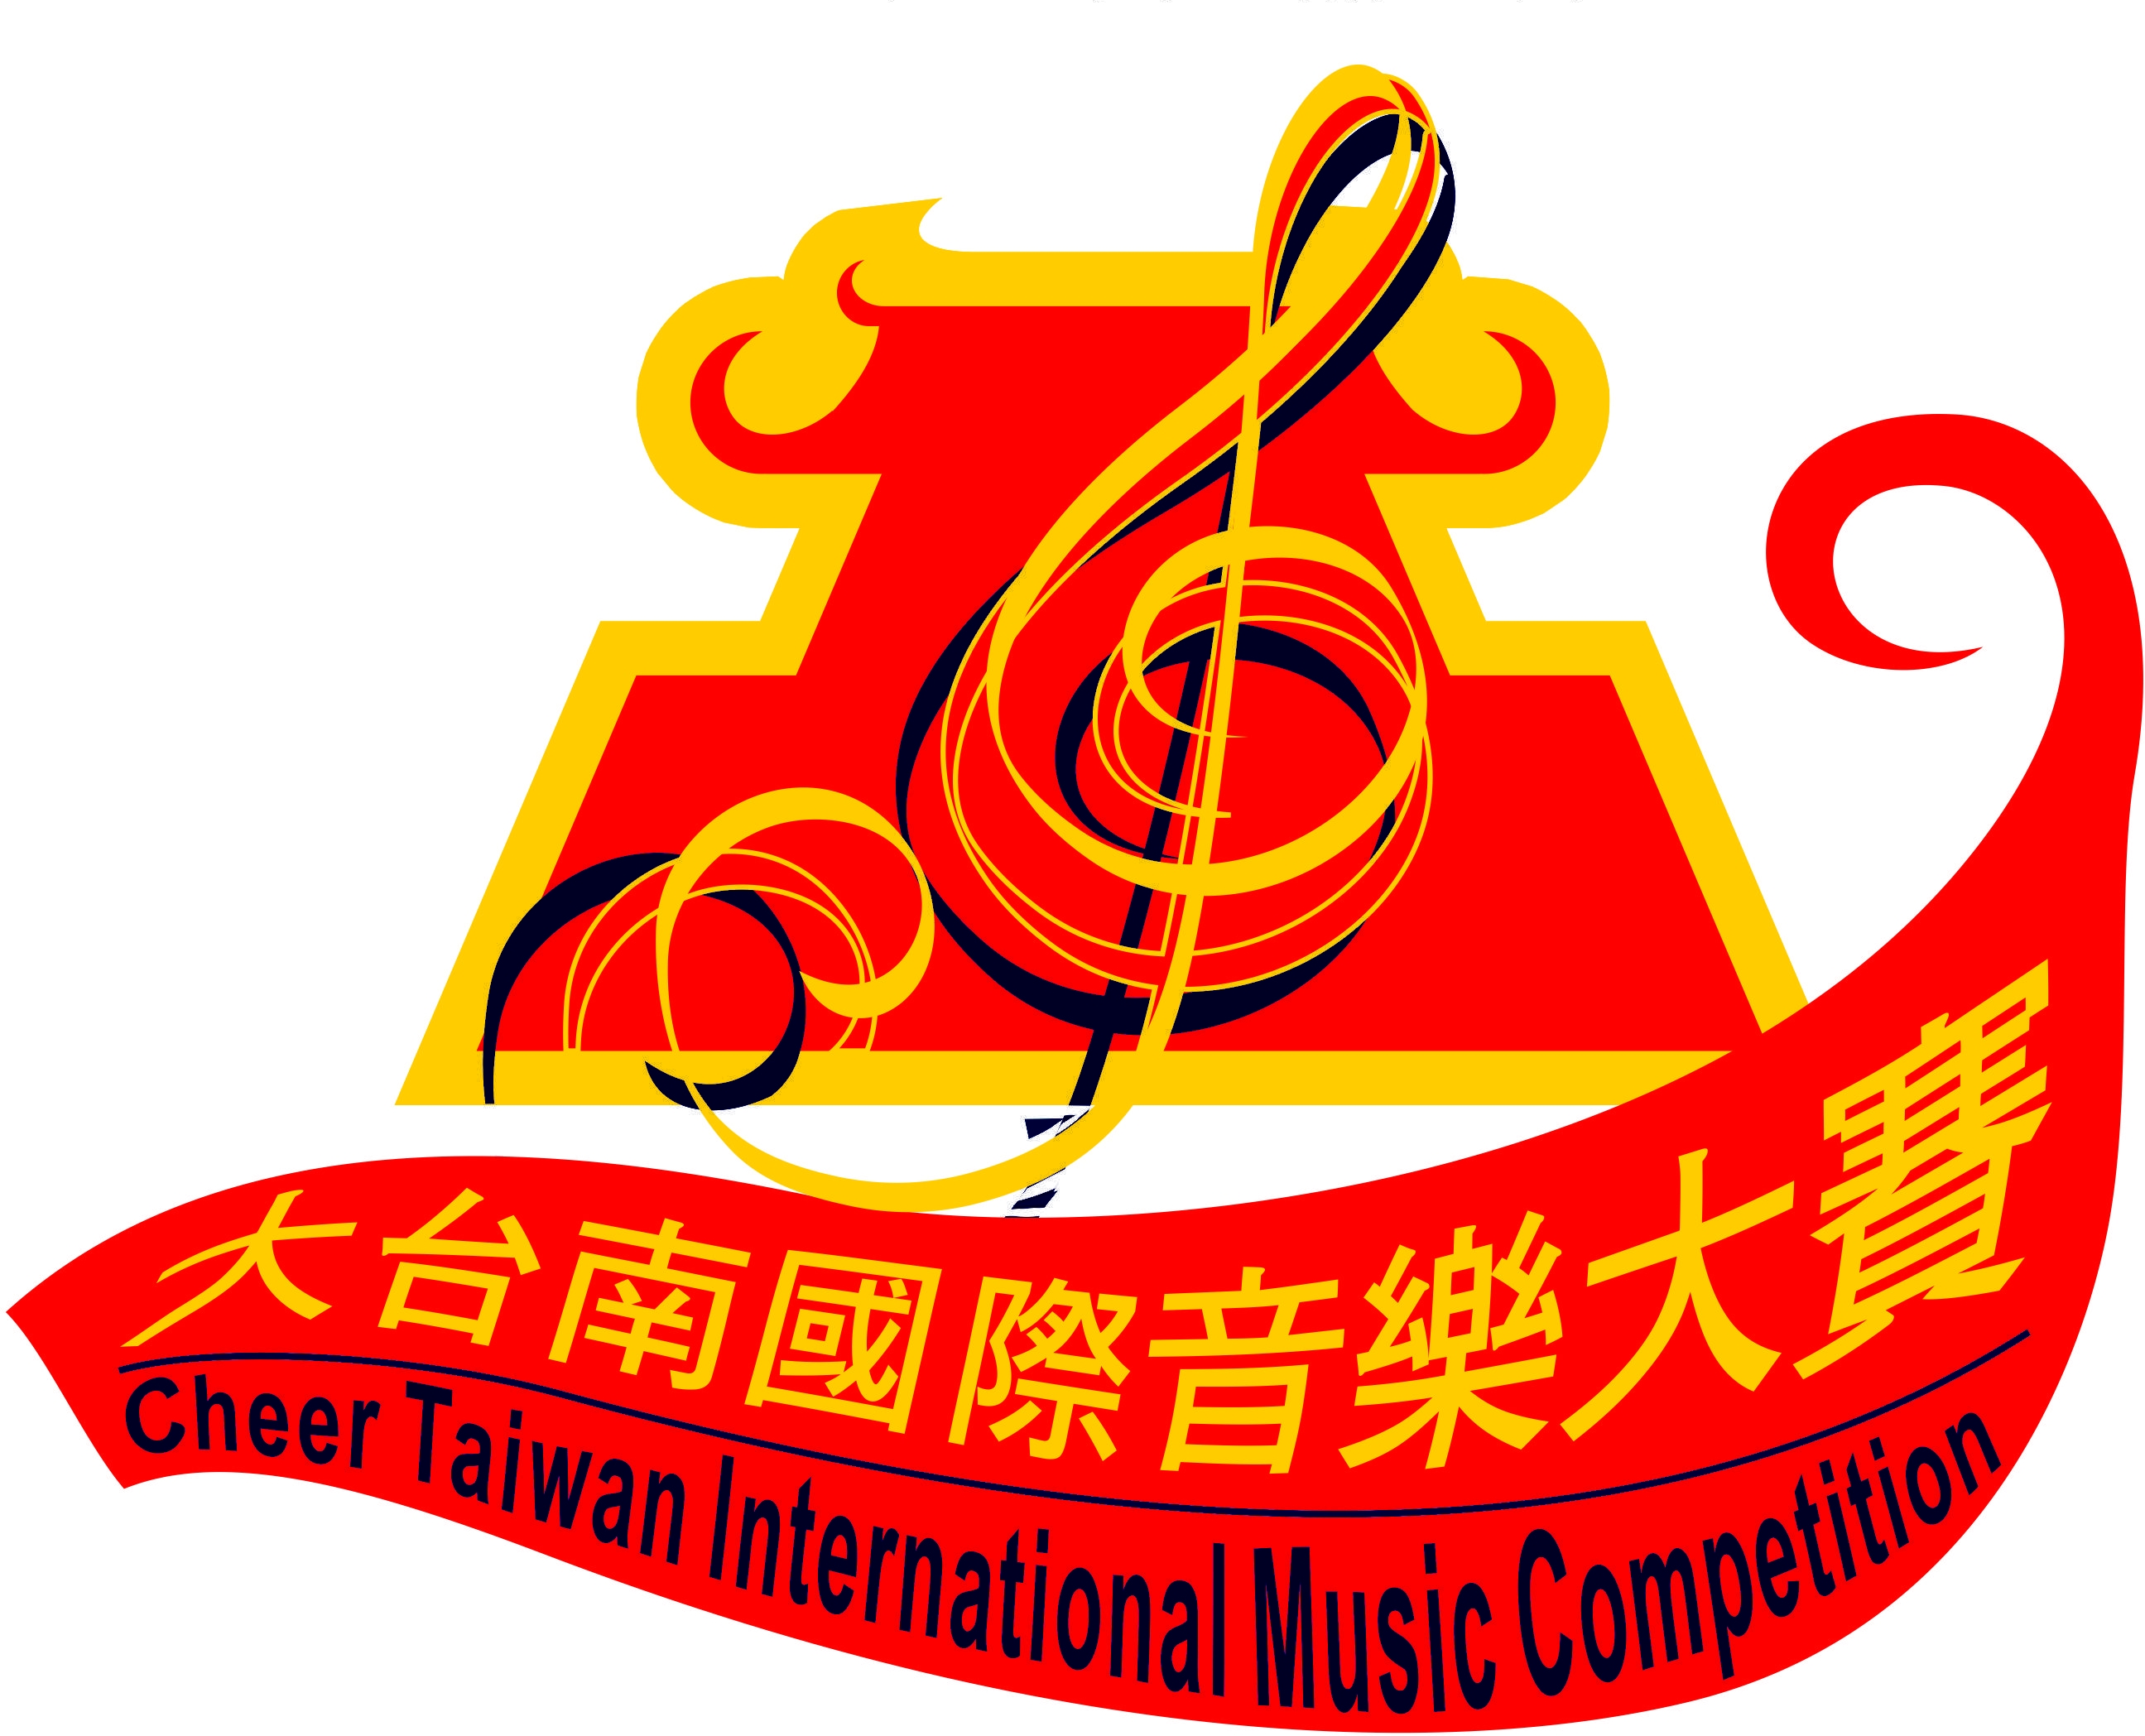 大台南國際音樂大賽
Cheer Taiwan International Music Competition